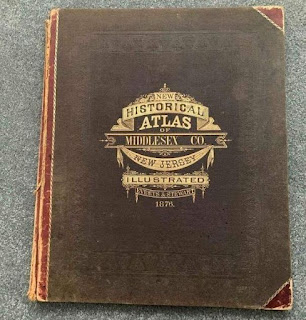 NEW
HISTORICAL
ATLAS
OF
MIDDLESEX CO.
NEW JERSEY
ILLUSTRATED
EVERTS & STEWART
1876.